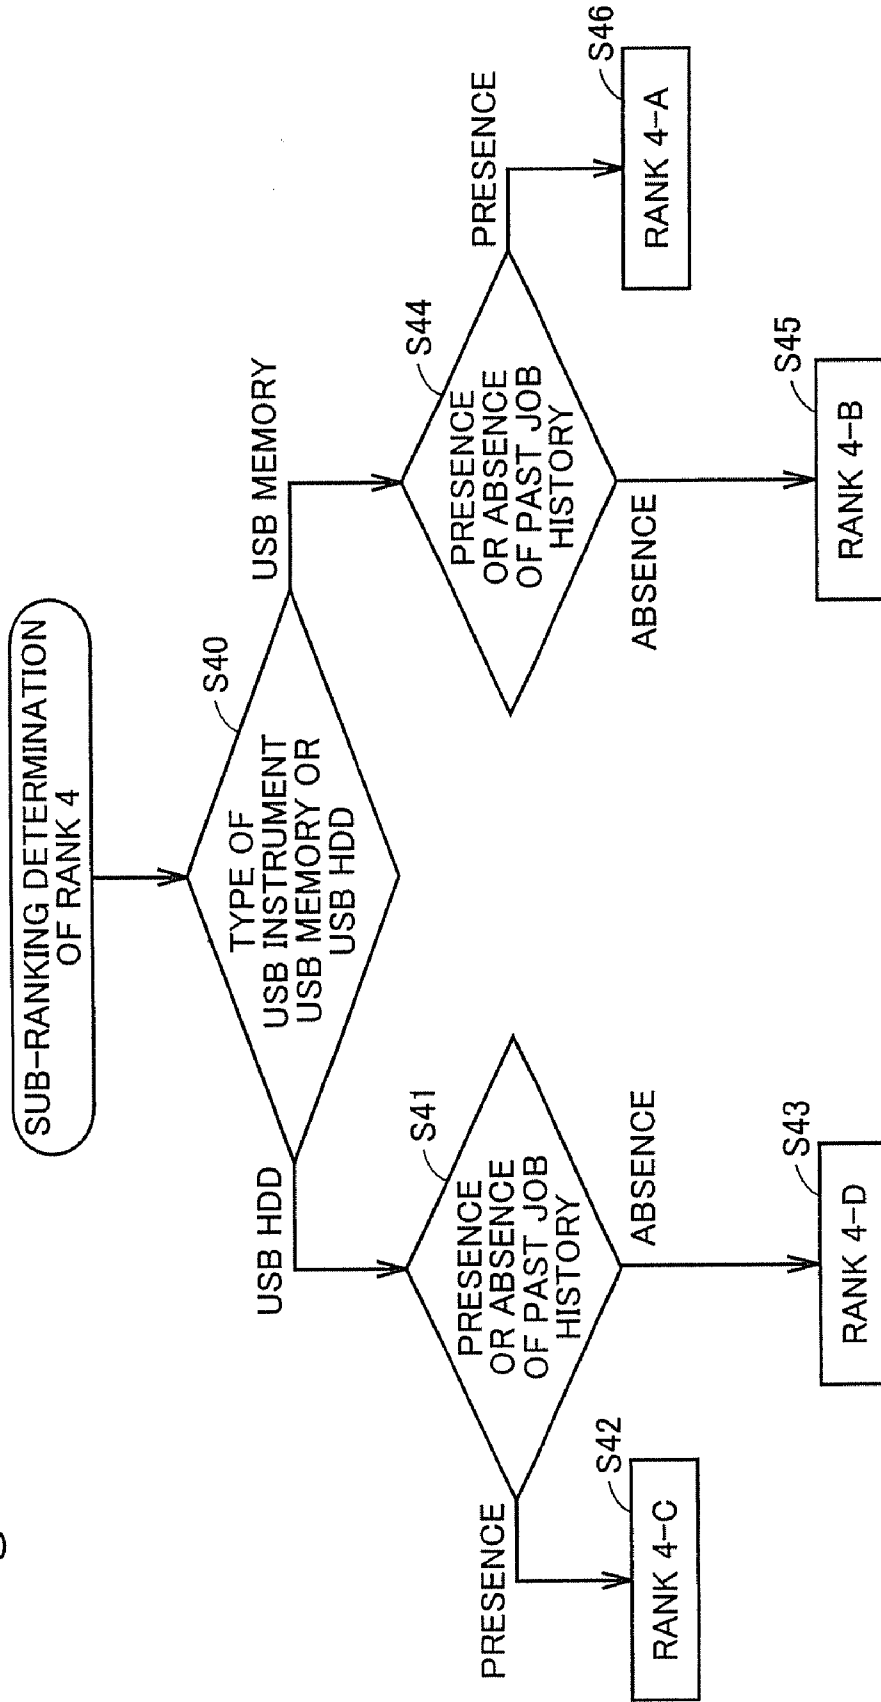 SUB-RANKING DETERMINATION
OF RANK 4
S40
TYPE OF
USB INSTRUMENT
USB MEMORY OR
USB HDD
USB HDD
USB MEMORY
S41
PRESENCE
OR ABSENCE
OF PAST JOB
HISTORY
S44
PRESENCE
OR ABSENCE
OF PAST JOB
HISTORY
PRESENCE
ABSENCE
ABSENCE
PRESENCE
S42
RANK 4-C
S43
RANK 4-D
S45
RANK 4-B
S46
RANK 4-A